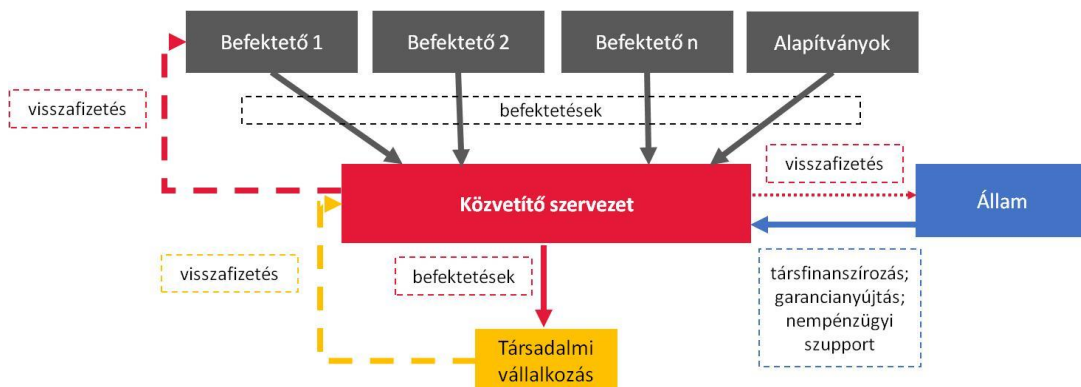 Befektető 1
Befektető 2
Befektető n
Alapítványok
visszafizetés
befektetések
visszafizetés
Közvetítő szervezet
Állam
visszafizetés
befektetések
társfinanszírozás;
garancianyújtás;
nempénzügyi
szupport
Társadalmi
vállalkozás